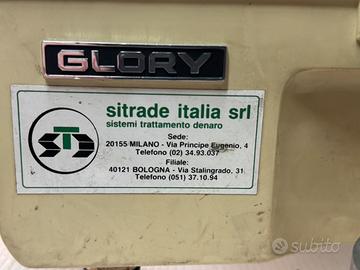 GLORY
sitrade italia srl
sistemi trattamento denaro
Sede:
20155 MILANO - Via Principe Eugenio, 4
Telefono (02) 34.93.037
Filiale:
40121 BOLOGNA - Via Stalingrado, 31
Telefono (051) 37.10.94
subito